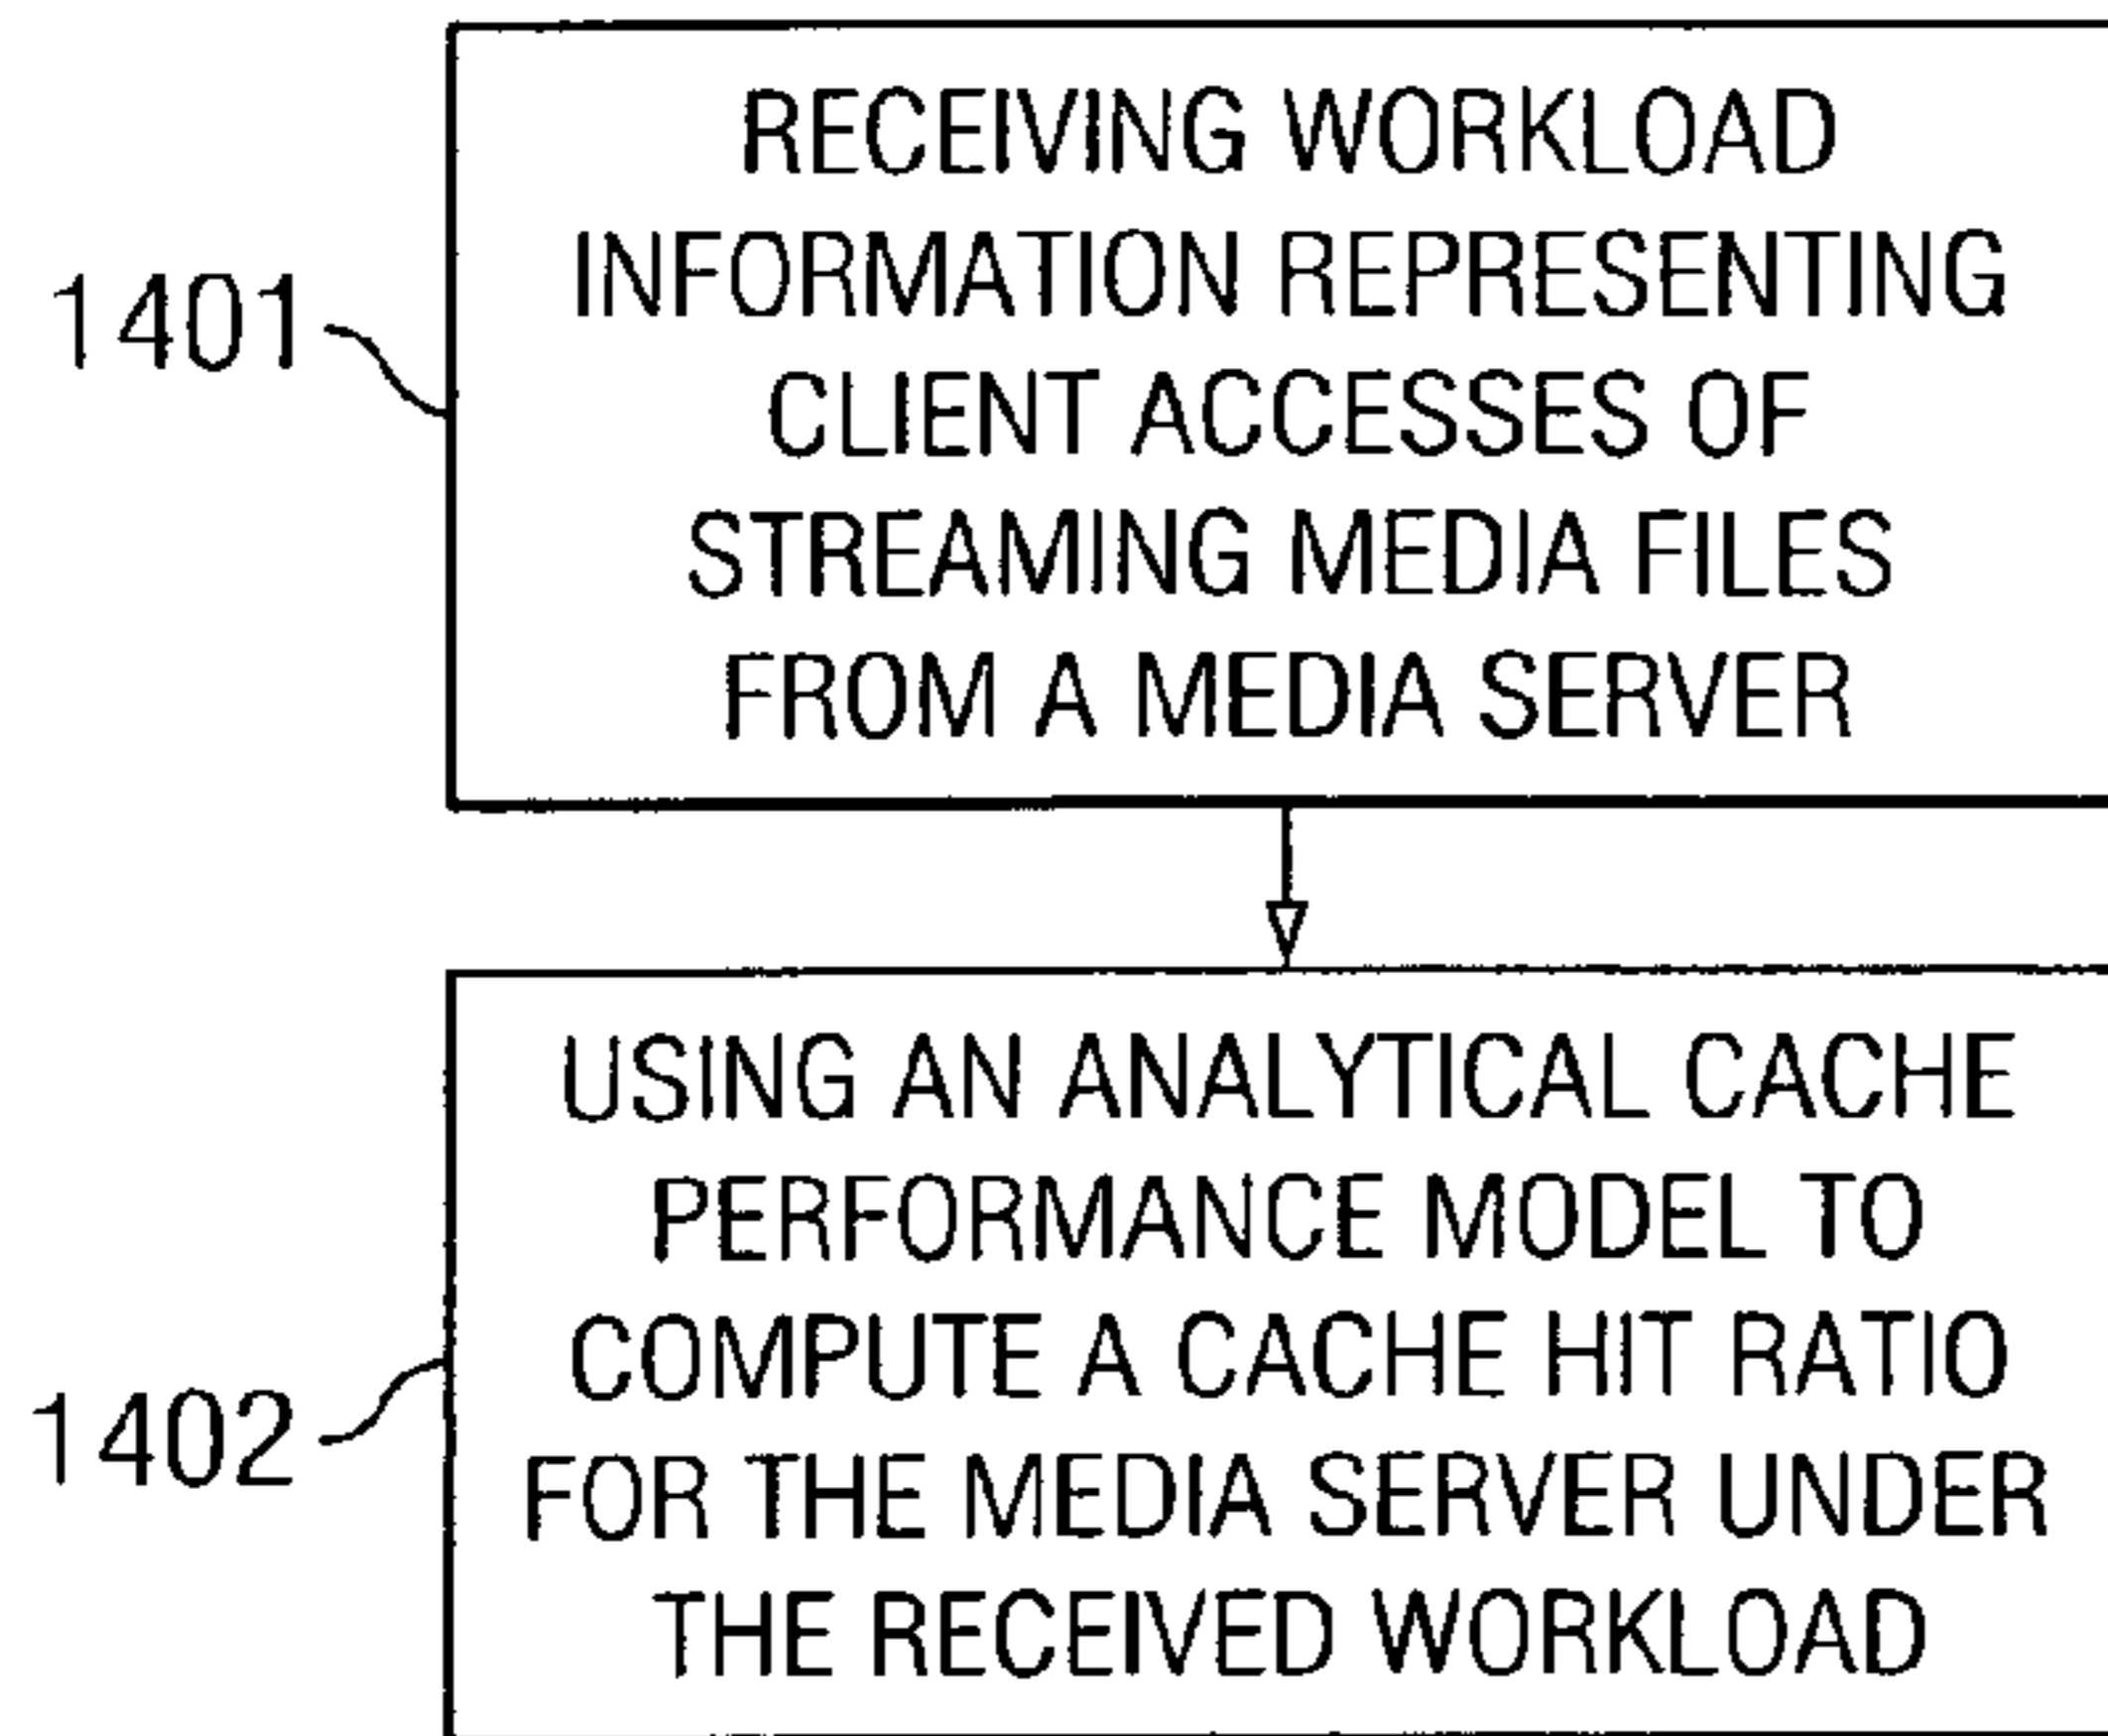 RECEIVING WORKLOAD
INFORMATION REPRESENTING
CLIENT ACCESSES OF
STREAMING MEDIA FILES
FROM A MEDIA SERVER
1401
USING AN ANALYTICAL CACHE
PERFORMANCE MODEL TO
COMPUTE A CACHE HIT RATIO
FOR THE MEDIA SERVER UNDER
THE RECEIVED WORKLOAD
1402